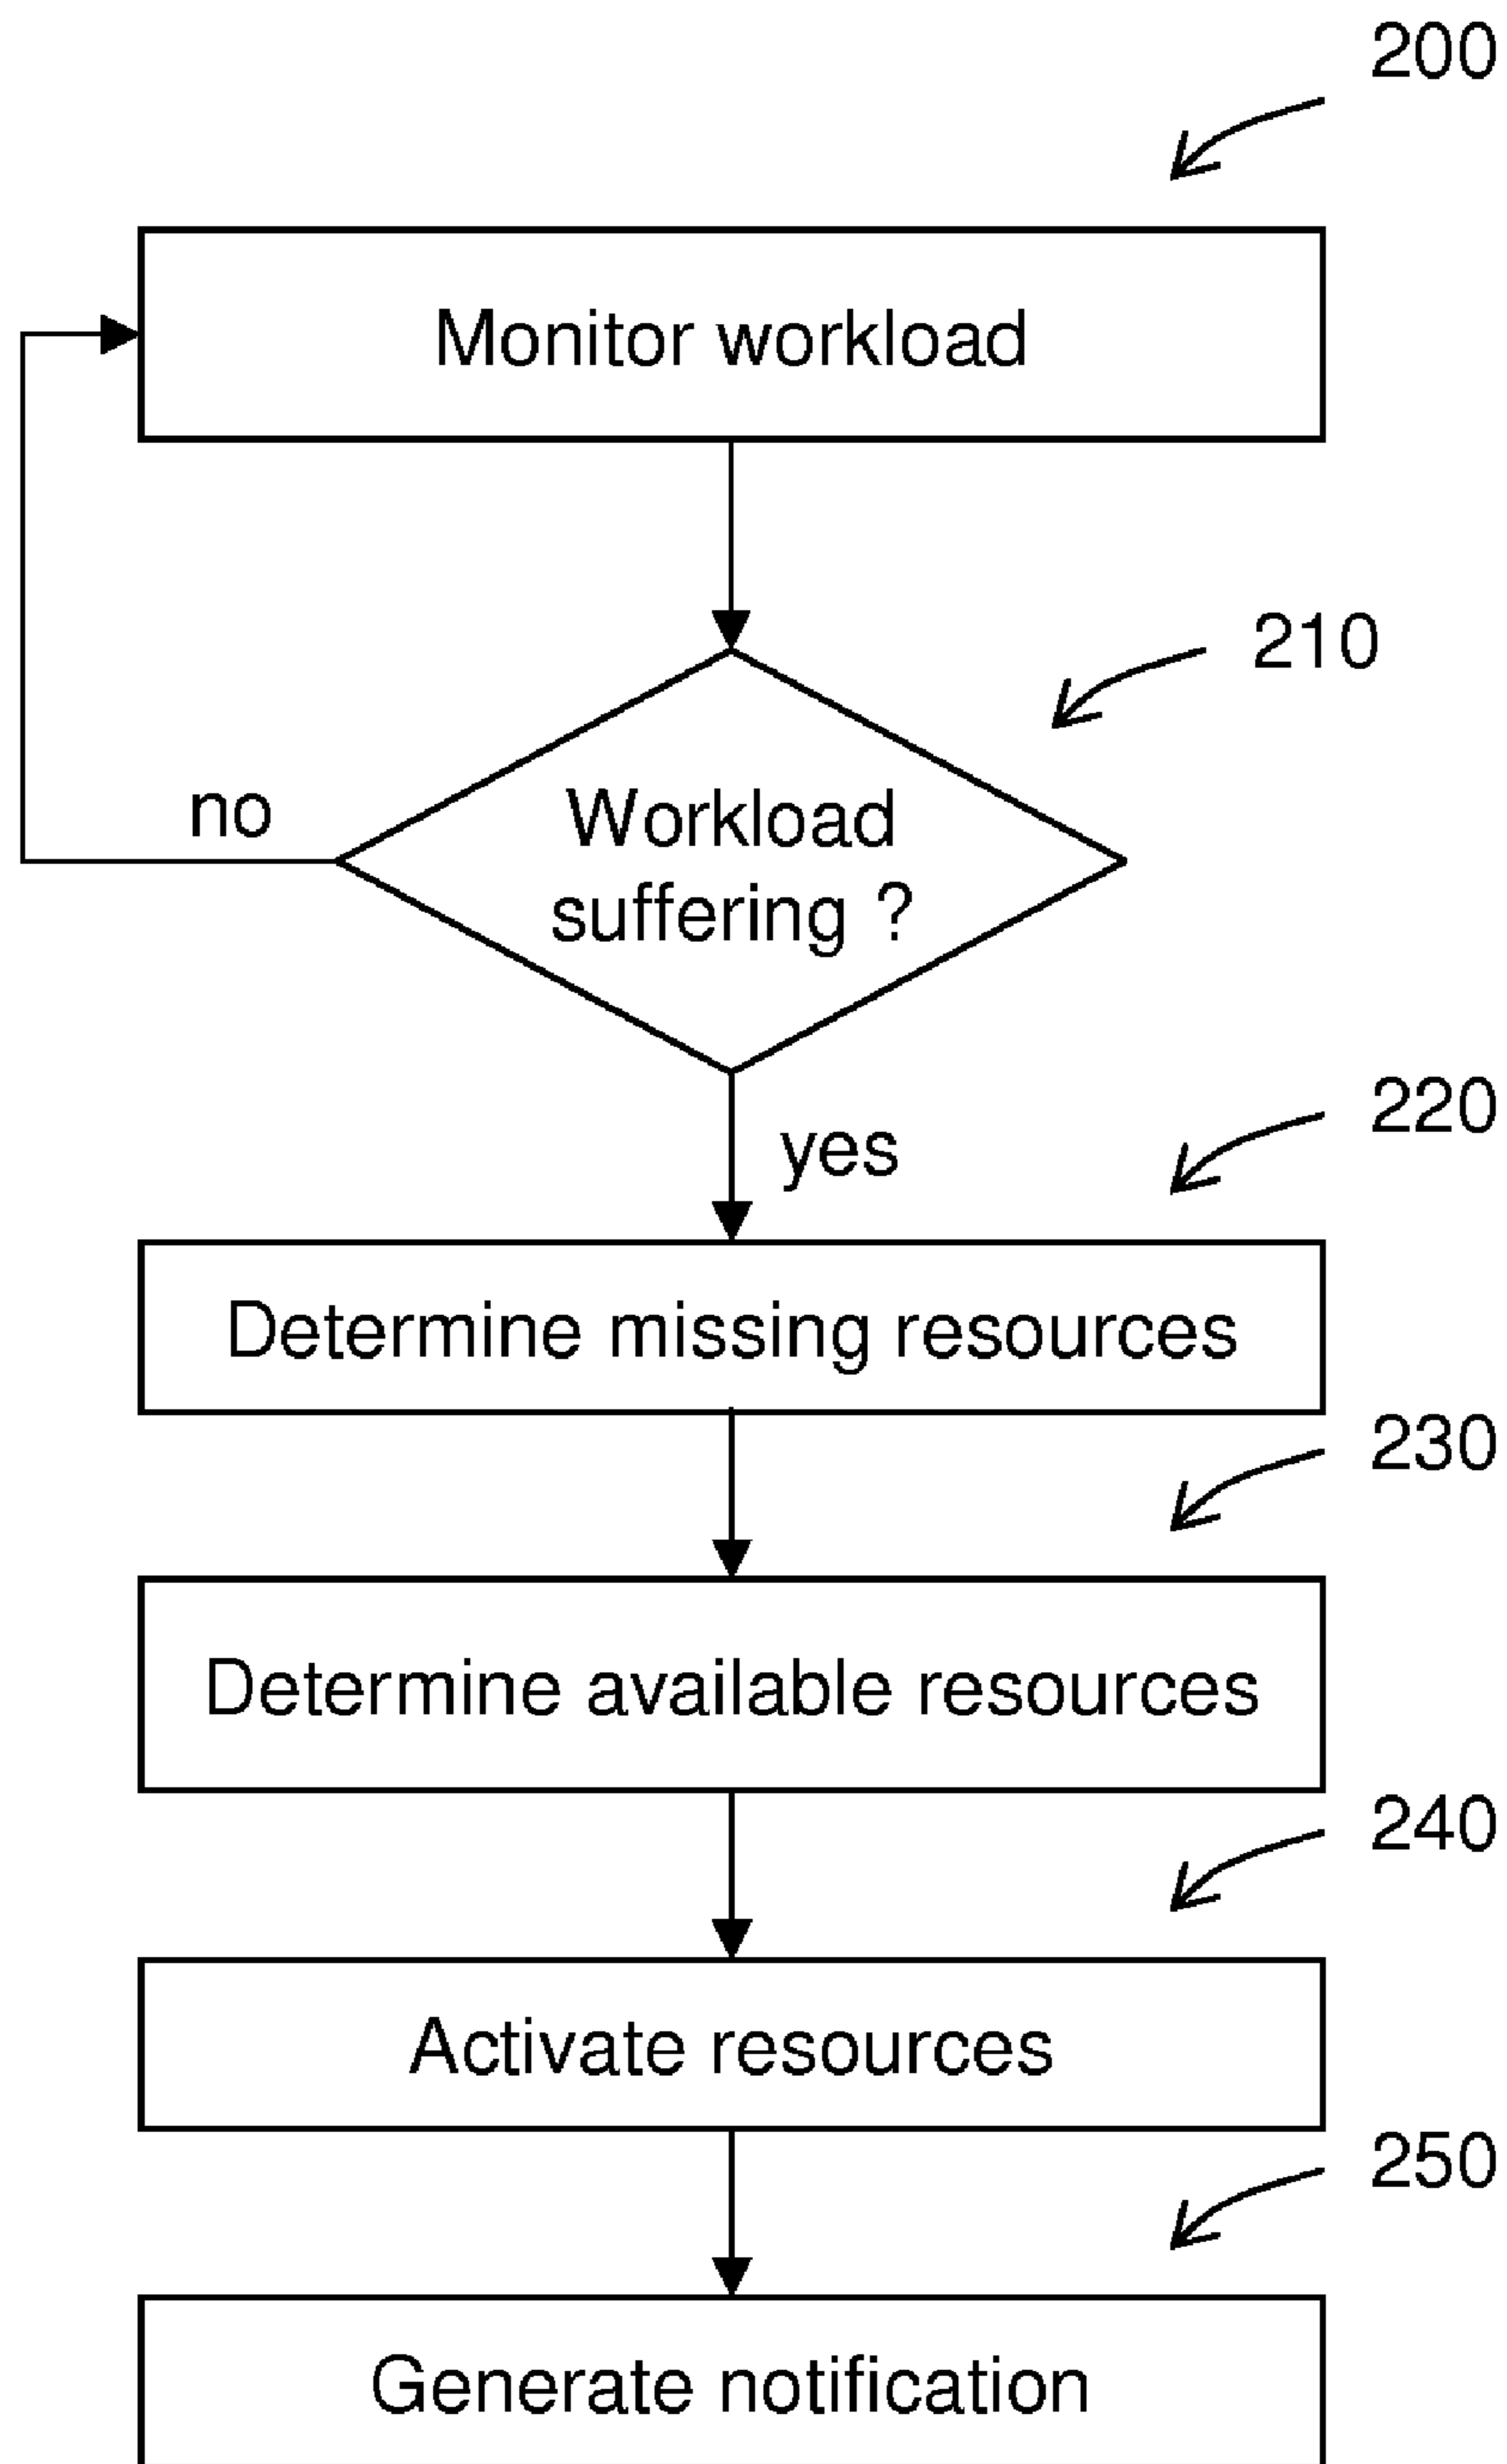 200
Monitor workload
210
no
Workload
suffering ?
yes
220
Determine missing resources
230
Determine available resources
240
Activate resources
250
Generate notification